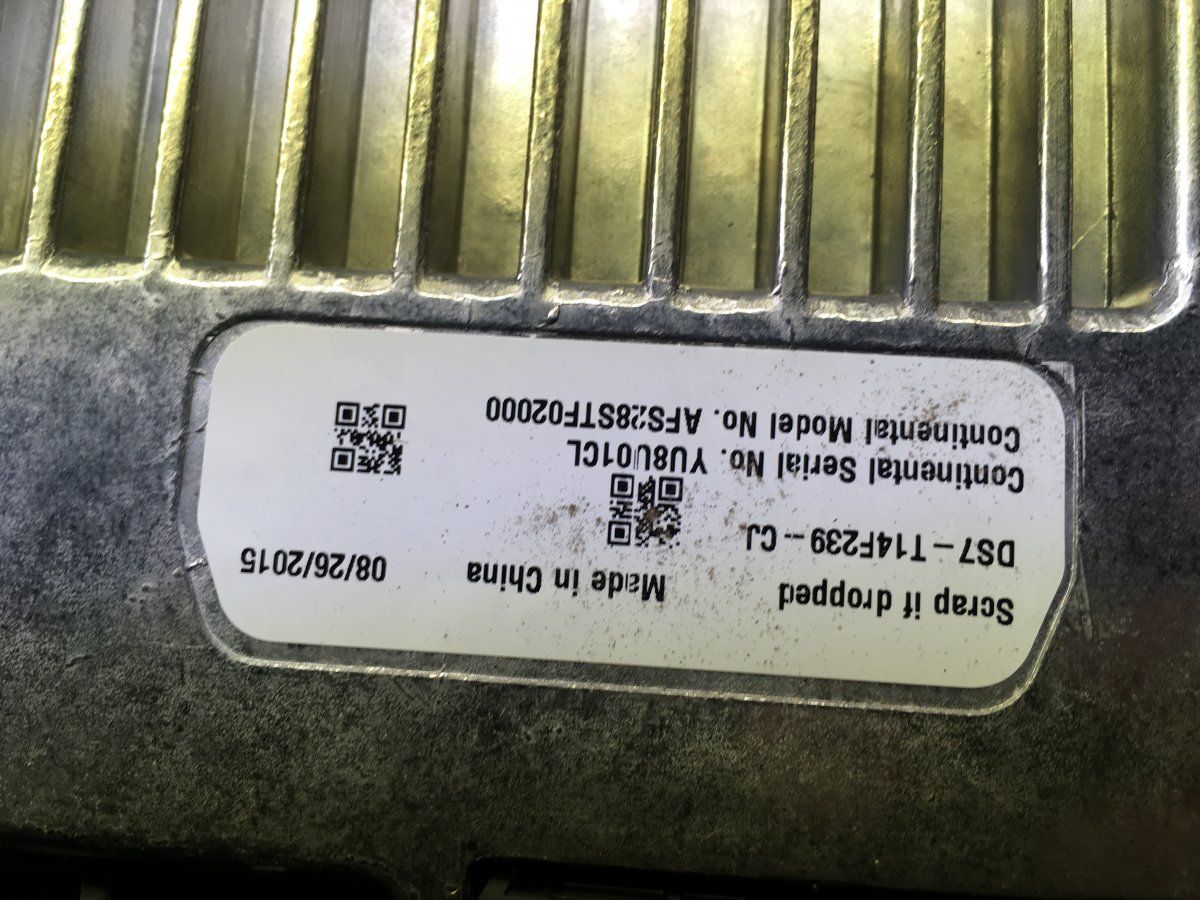 Scrap if dropped Made in China 08/26/2015
DS7-T14F239-CJ
Continental Serial No. YU8U01CL
Continental Model No. AFS28STF02000